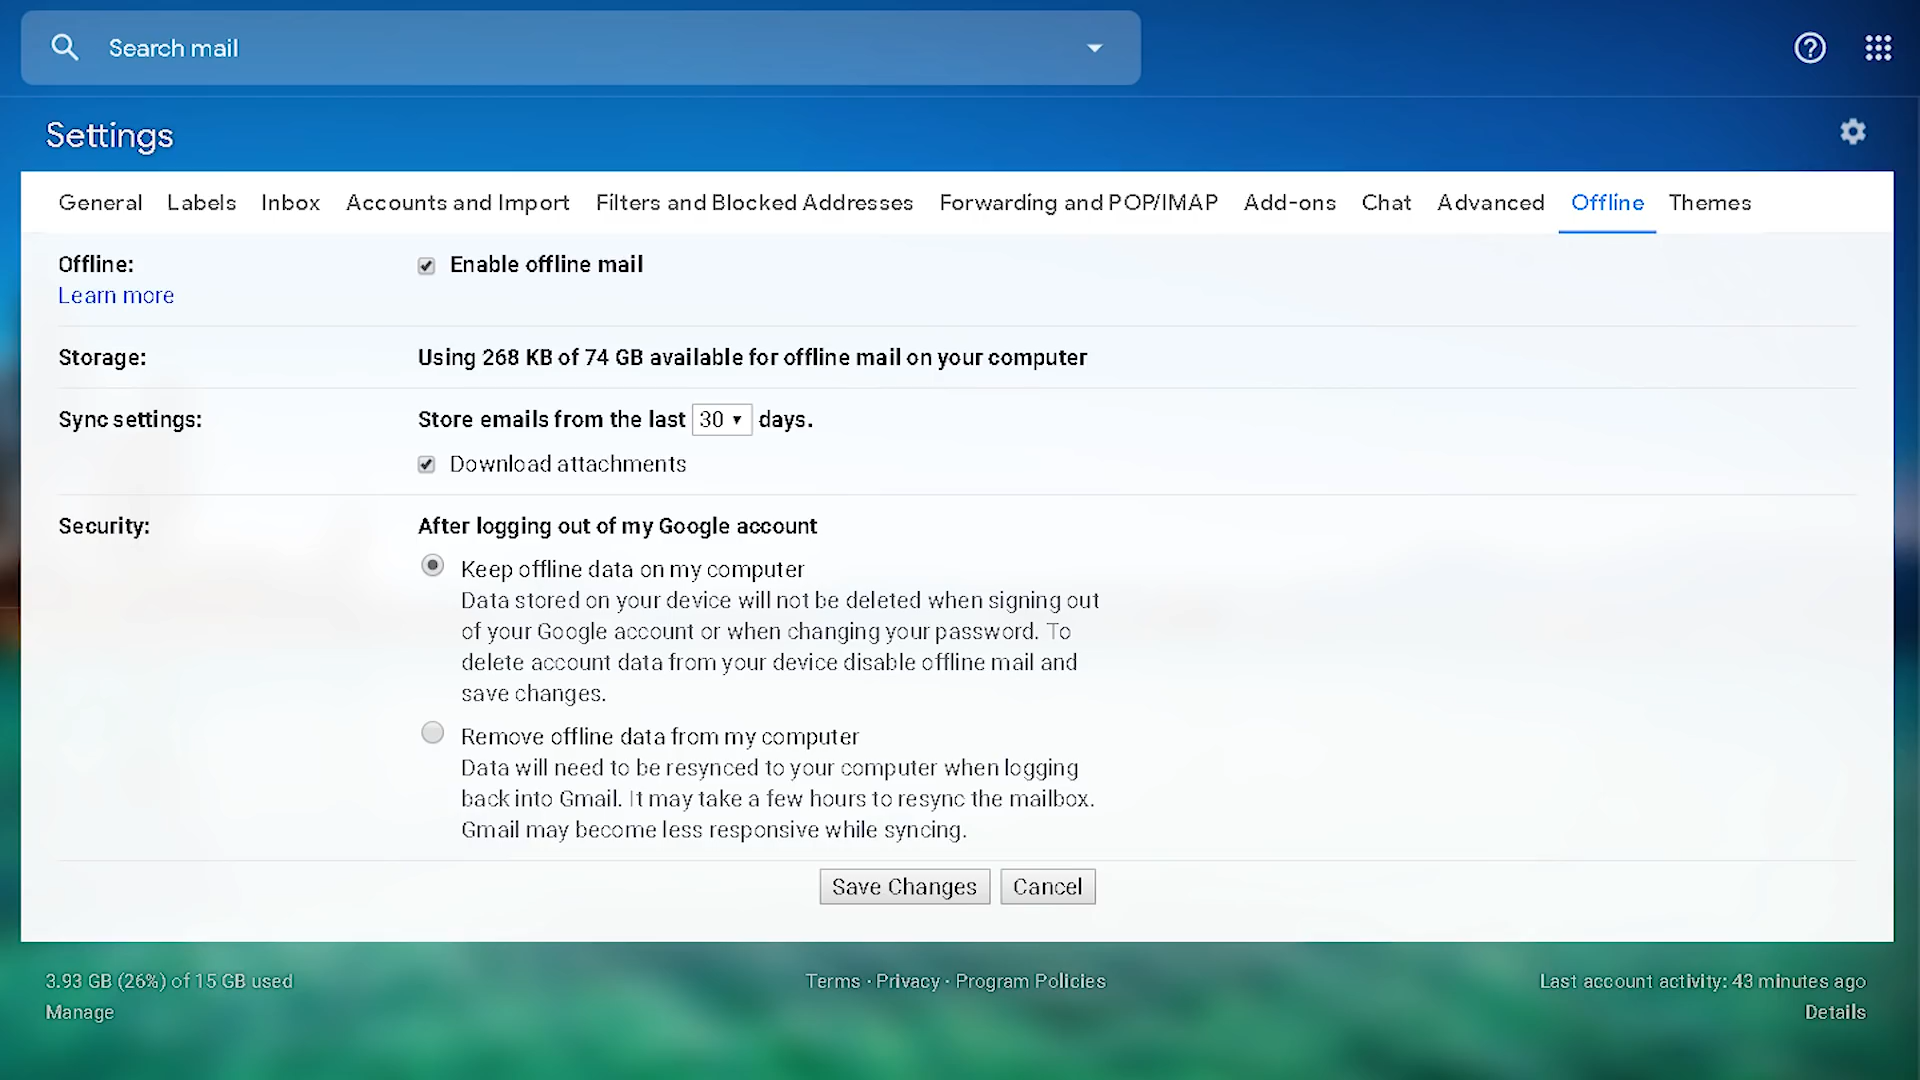 Search mail
Settings
General Labels Inbox Accounts and Import Filters and Blocked Addresses Forwarding and POP/IMAP Add-ons Chat Advanced Offline Themes
Offline:
Enable offline mail
Learn more
Storage:
Using 268 KB of 74 GB available for offline mail on your computer
Sync settings:
Store emails from the last 30 days.
Download attachments
Security:
After logging out of my Google account
Keep offline data on my computer
Data stored on your device will not be deleted when signing out
of your Google account or when changing your password. To
delete account data from your device disable offline mail and
save changes.
Remove offline data from my computer
Data will need to be resynced to your computer when logging
back into Gmail. It may take a few hours to resync the mailbox.
Gmail may become less responsive while syncing.
Save Changes Cancel
3.93 GB (26%) of 15 GB used
Manage
Terms · Privacy · Program Policies
Last account activity: 43 minutes ago
Details